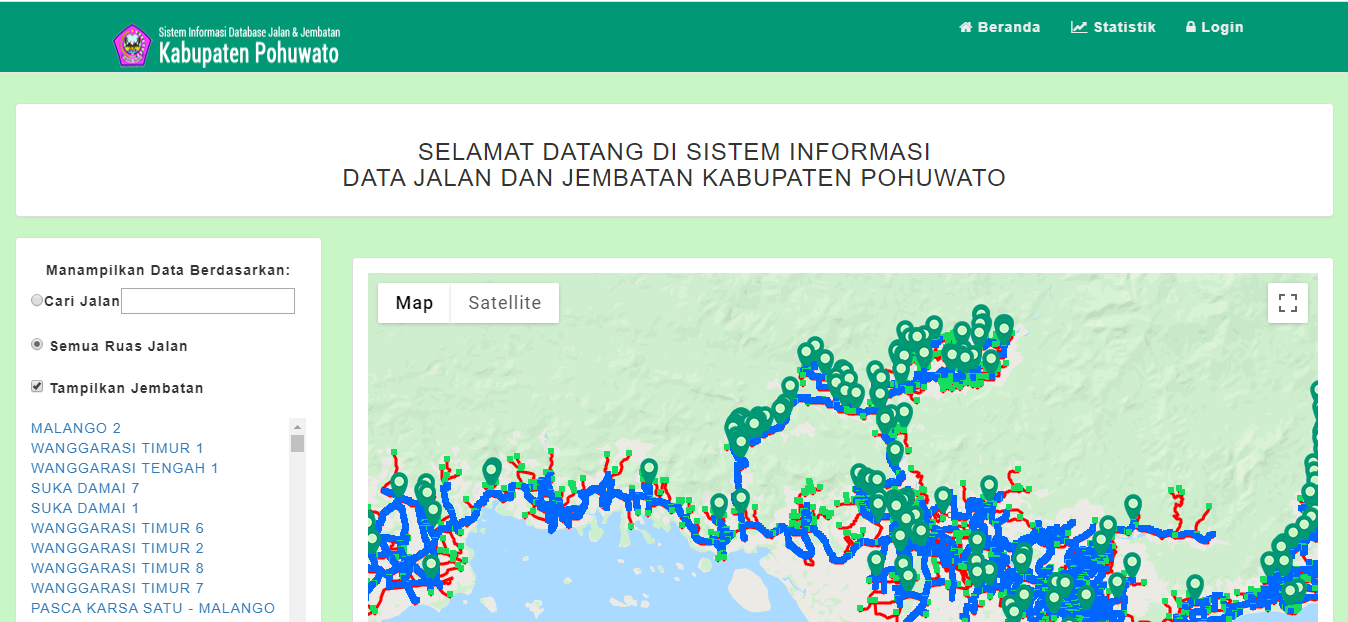 Sistem Informasi Database Jalan & Jembatan
Kabupaten Pohuwato
Beranda
Statistik
Login
SELAMAT DATANG DI SISTEM INFORMASI
DATA JALAN DAN JEMBATAN KABUPATEN POHUWATO
Manampilkan Data Berdasarkan:
Cari Jalan
Semua Ruas Jalan
Tampilkan Jembatan
MALANGO 2
WANGGARASI TIMUR 1
WANGGARASI TENGAH 1
SUKA DAMAI 7
SUKA DAMAI 1
WANGGARASI TIMUR 6
WANGGARASI TIMUR 2
WANGGARASI TIMUR 8
WANGGARASI TIMUR 7
PASCA KARSA SATU - MALANGO
Map
Satellite